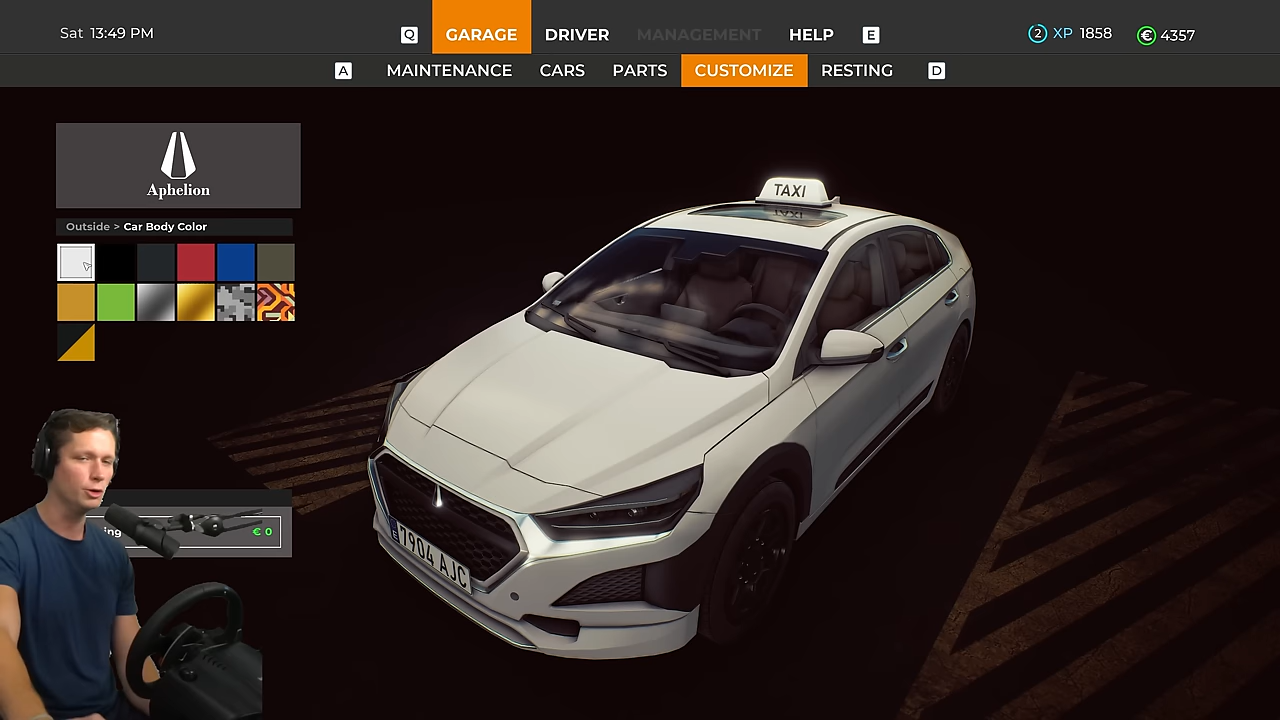 Sat 13:49 PM
Q GARAGE DRIVER MANAGEMENT HELP E
2 XP 1858 € 4357
A MAINTENANCE CARS PARTS CUSTOMIZE RESTING D
Aphelion
Outside > Car Body Color
TAXI
7904 AJC
€ 0